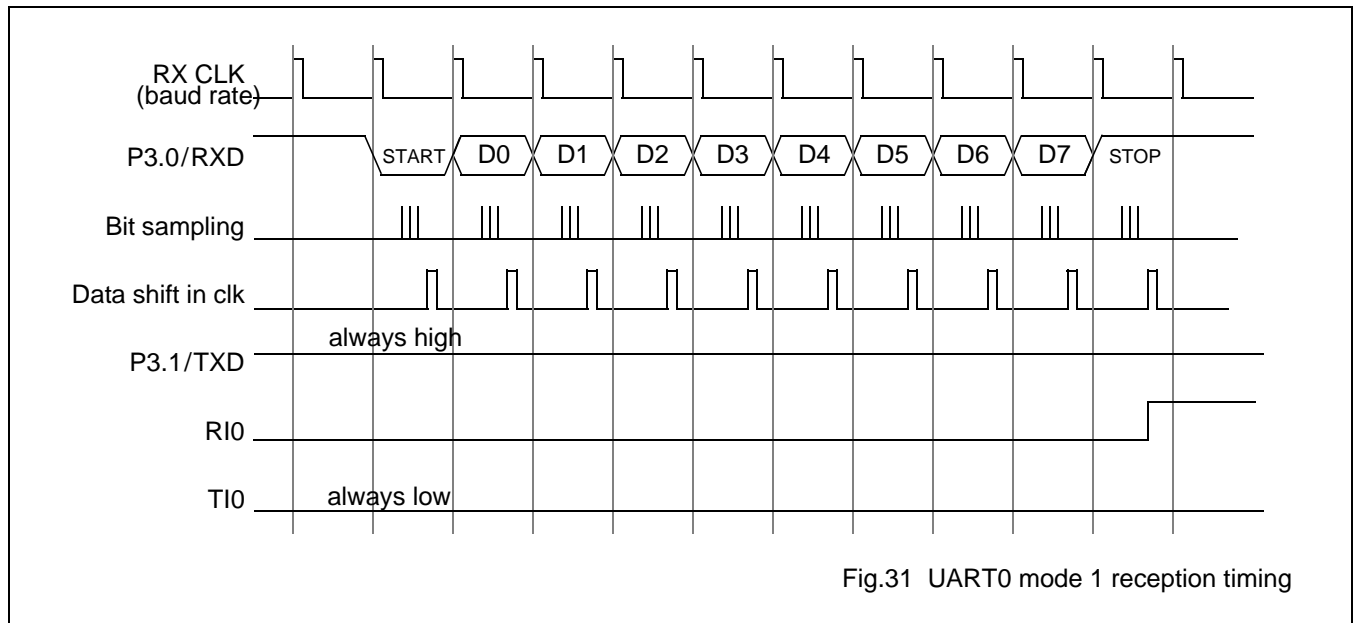 RX CLK
(baud rate)
P3.0/RXD
START D0 D1 D2 D3 D4 D5 D6 D7 STOP
Bit sampling
Data shift in clk
always high
P3.1/TXD
RI0
TI0
always low
Fig.31 UART0 mode 1 reception timing